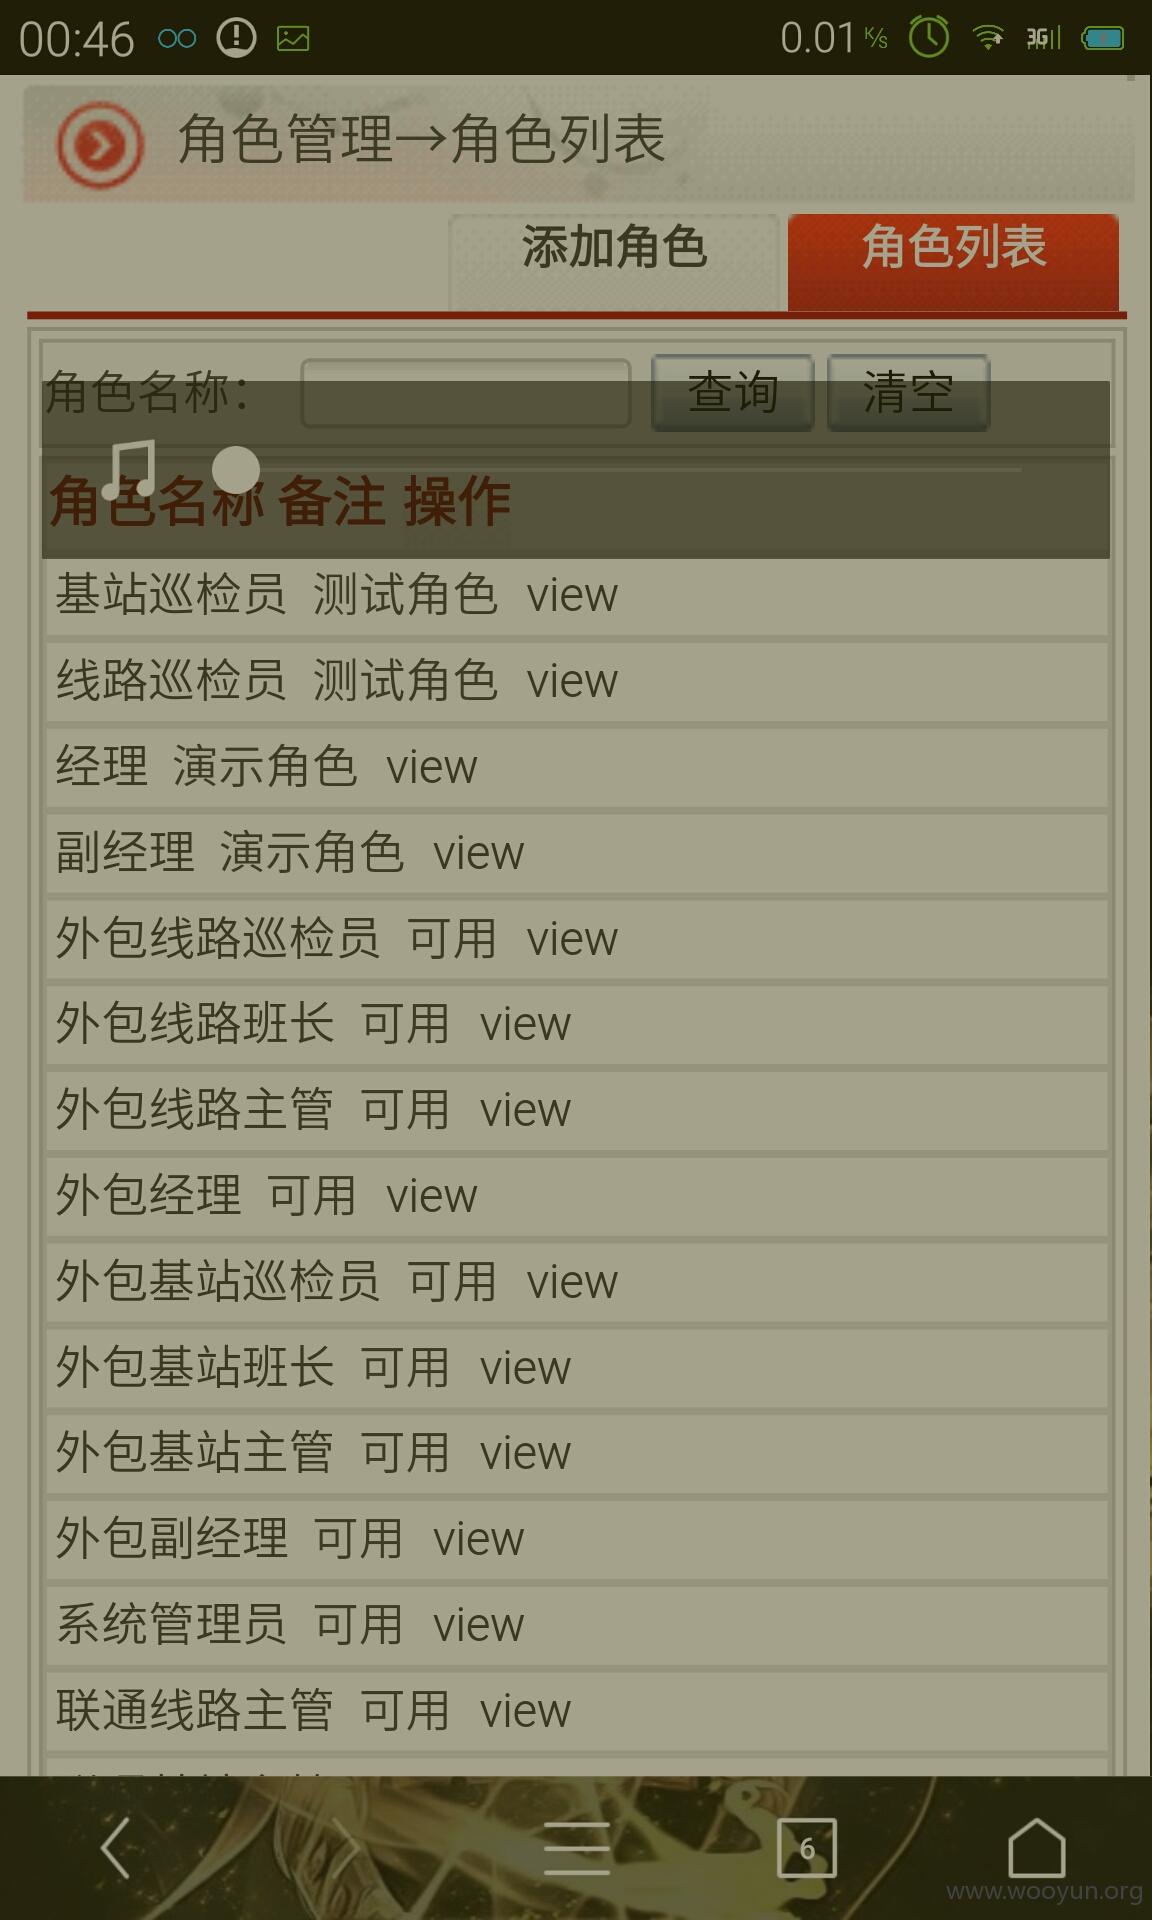 00:46
0.01 K/S
3G
角色管理→角色列表
添加角色 角色列表
角色名称： 查询 清空
角色名称 备注 操作
基站巡检员 测试角色 view
线路巡检员 测试角色 view
经理 演示角色 view
副经理 演示角色 view
外包线路巡检员 可用 view
外包线路班长 可用 view
外包线路主管 可用 view
外包经理 可用 view
外包基站巡检员 可用 view
外包基站班长 可用 view
外包基站主管 可用 view
外包副经理 可用 view
系统管理员 可用 view
联通线路主管 可用 view
6
www.wooyun.org